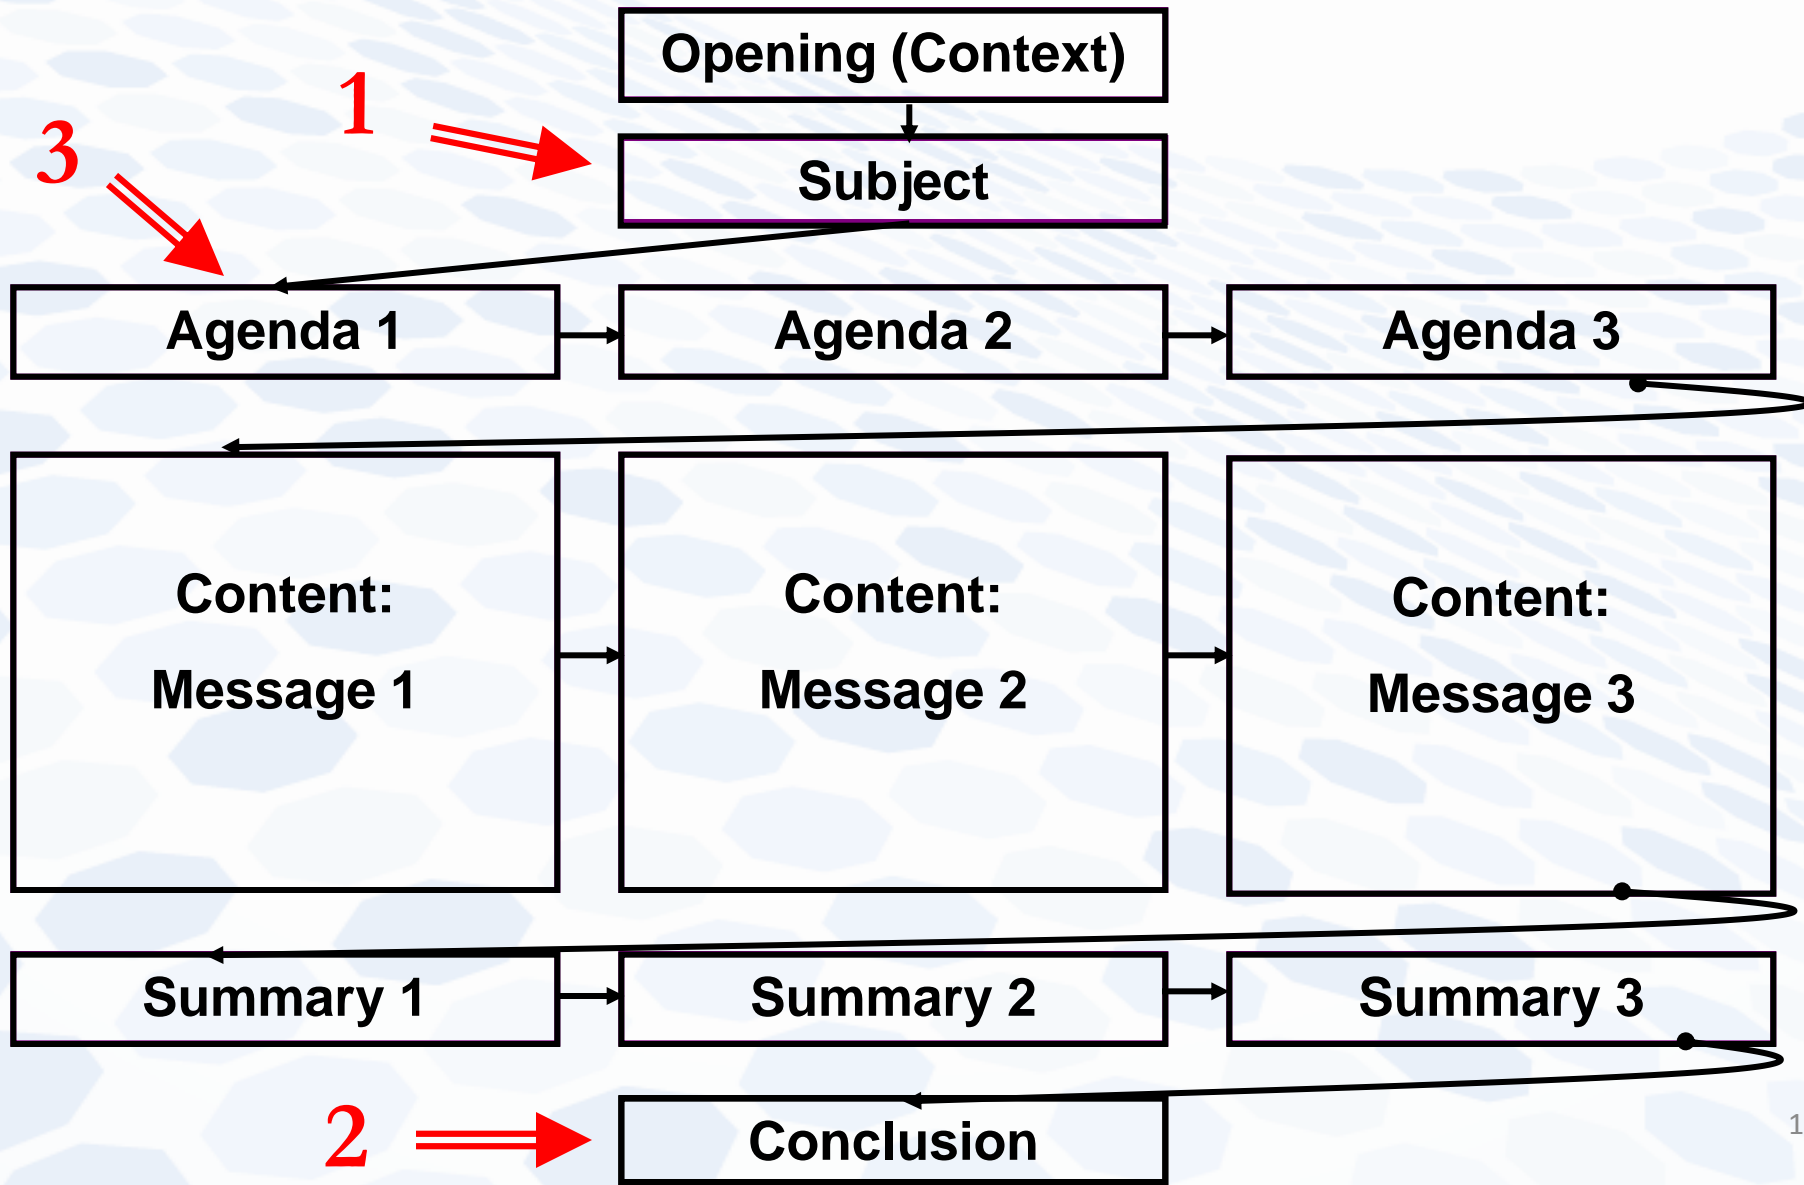 Opening (Context)
1
Subject
3
Agenda 1
Agenda 2
Agenda 3
Content:
Message 1
Content:
Message 2
Content:
Message 3
Summary 1
Summary 2
Summary 3
2
Conclusion
1